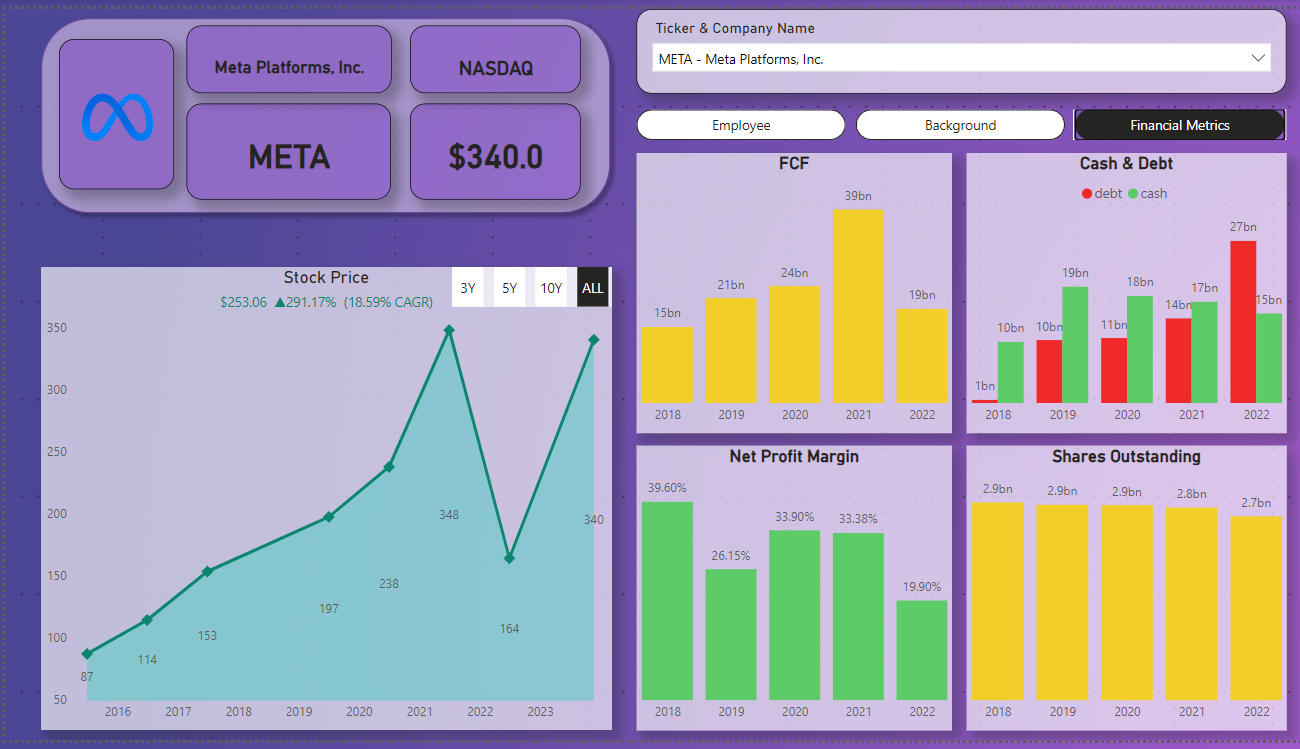 Meta Platforms, Inc.
NASDAQ
META
$340.0
Ticker & Company Name
META - Meta Platforms, Inc.
Employee
Background
Financial Metrics
Stock Price
$253.06 ▲291.17% (18.59% CAGR)
3Y
5Y
10Y
ALL
350
300
250
200
150
100
50
87
114
153
197
238
348
164
340
2016 2017 2018 2019 2020 2021 2022 2023
FCF
15bn
21bn
24bn
39bn
19bn
2018 2019 2020 2021 2022
Cash & Debt
debt cash
1bn 10bn
10bn 19bn
11bn 18bn
14bn 17bn
27bn 15bn
2018 2019 2020 2021 2022
Net Profit Margin
39.60%
26.15%
33.90%
33.38%
19.90%
2018 2019 2020 2021 2022
Shares Outstanding
2.9bn 2.9bn 2.9bn 2.8bn 2.7bn
2018 2019 2020 2021 2022